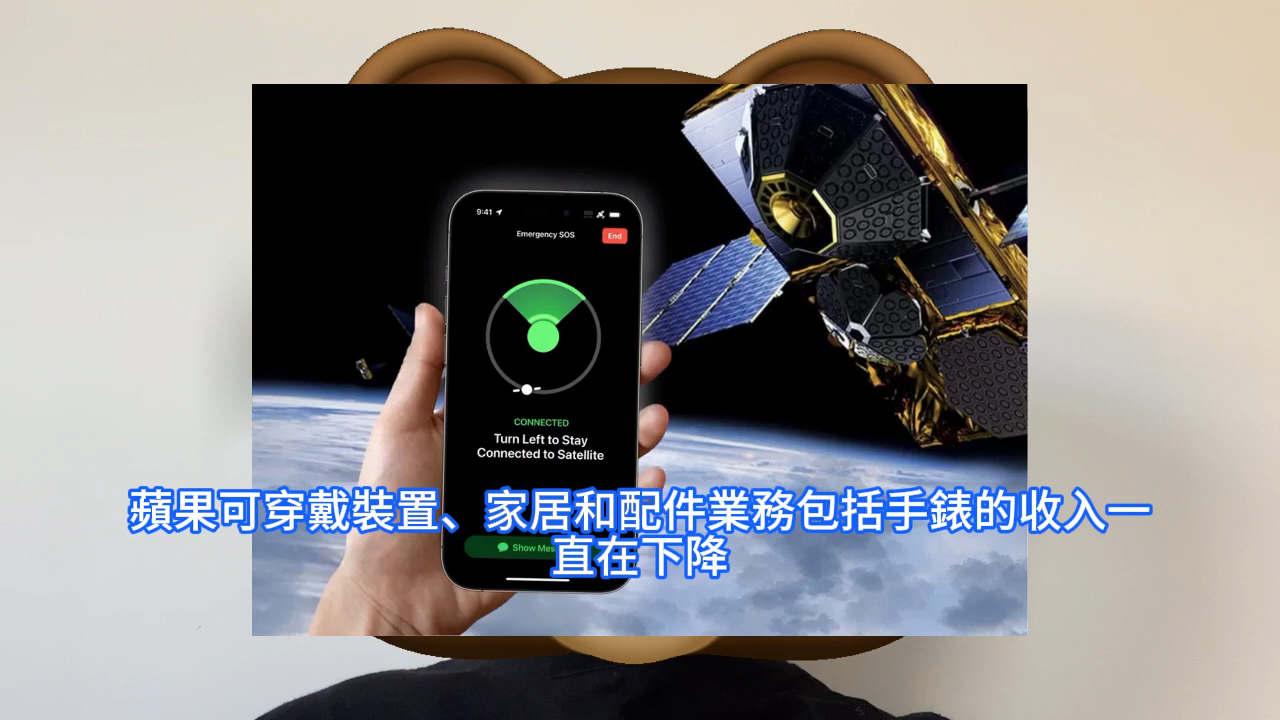 9:41
Emergency SOS
End
CONNECTED
Turn Left to Stay
Connected to Satellite
Show Mes
蘋果可穿戴裝置、家居和配件業務包括手錶的收入一
直在下降